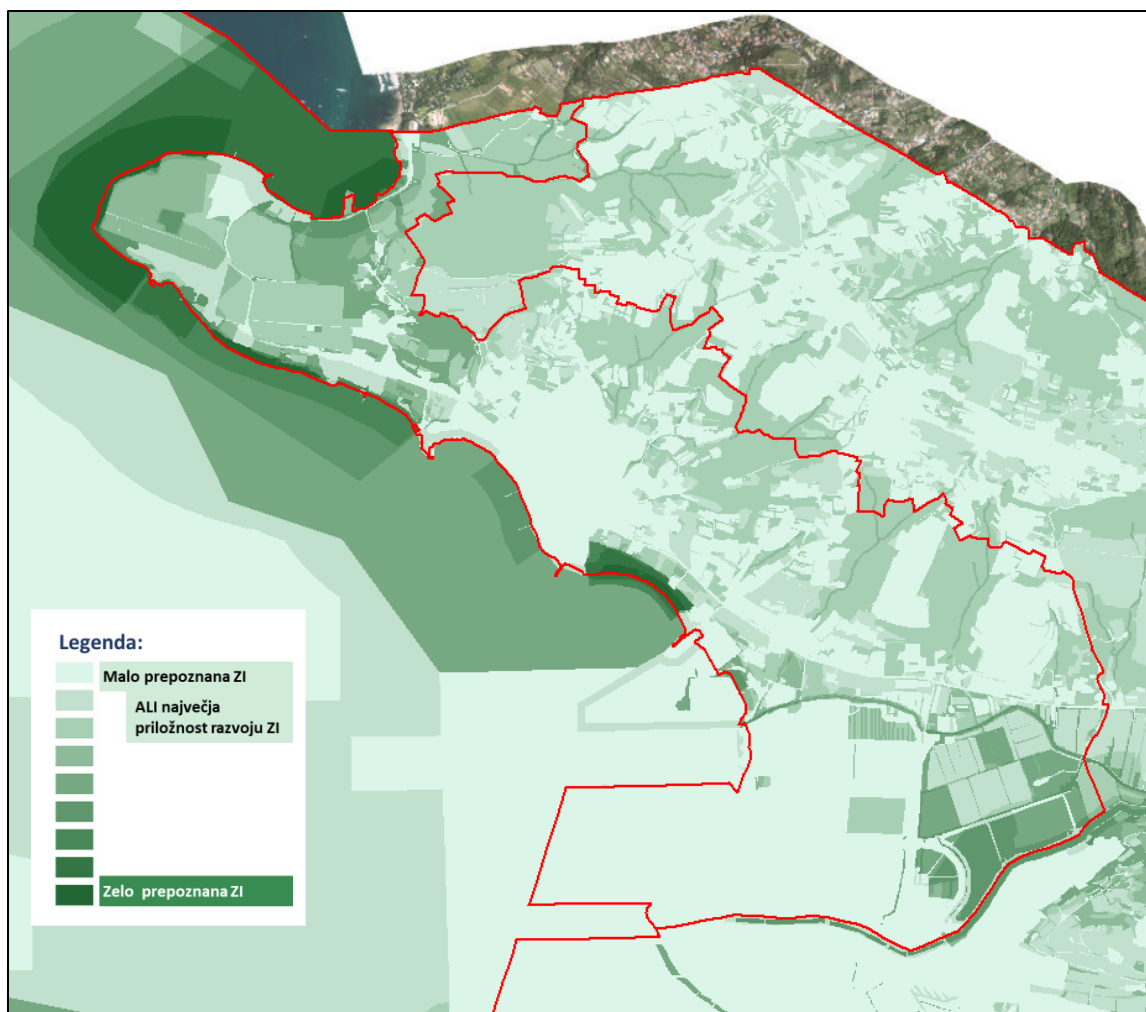 Legenda:
Malo prepoznana ZI
ALI največja
priložnost razvoju ZI
Zelo prepoznana ZI